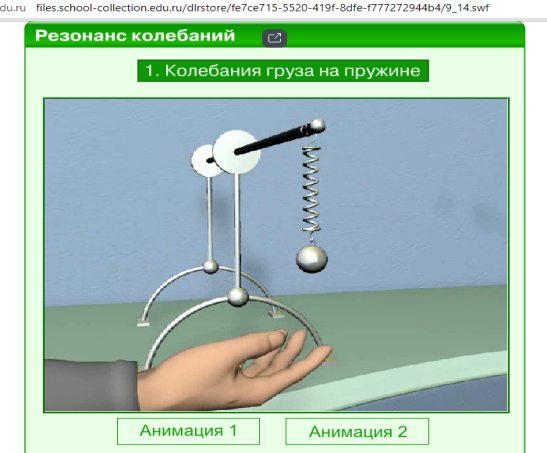 du.ru files.school-collection.edu.ru/dlrstore/fe7ce715-5520-419f-8dfe-f777272944b4/9_14.swf
Резонанс колебаний
1. Колебания груза на пружине
Анимация 1
Анимация 2